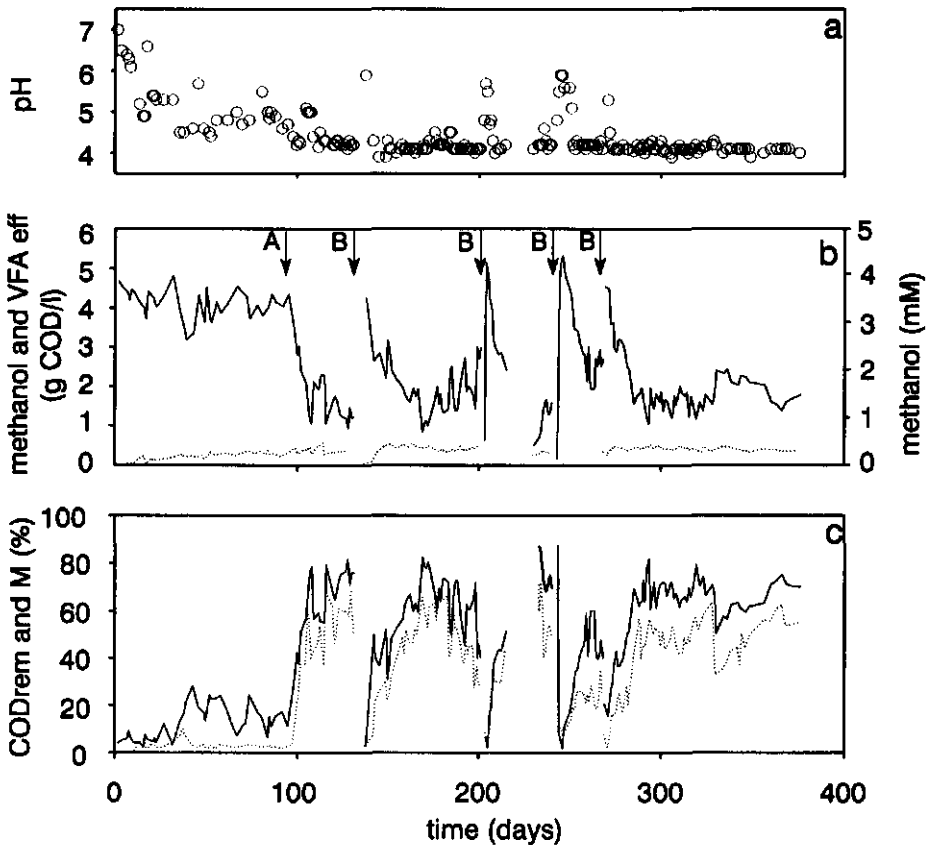 a
7
6
5
4
pH
b
A B B B B
6
5
4
3
2
1
0
methanol and VFA eff
(g COD/l)
5
4
3
2
1
0
methanol (mM)
c
100
80
60
40
20
0
CODrem and M (%)
0 100 200 300 400
time (days)